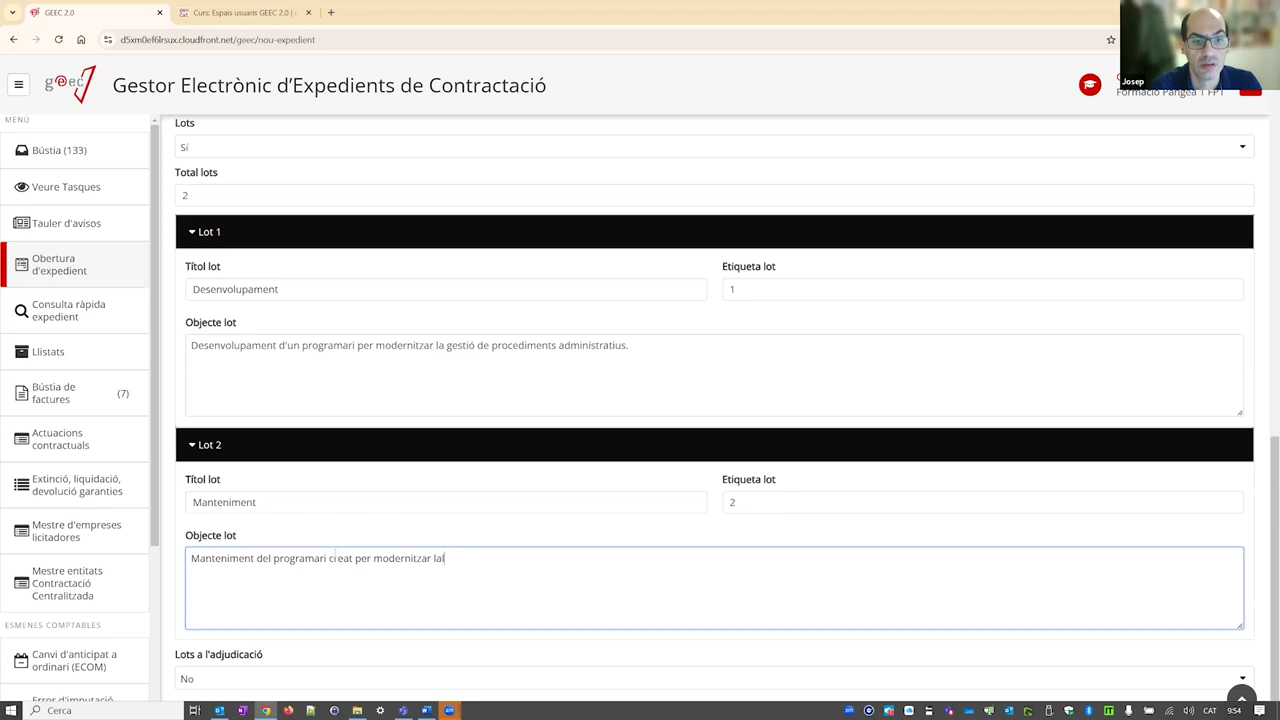 GEEC 2.0
Curs: Espais usuaris GEEC 2.0 |
d5xm0ef6lrsux.cloudfront.net/geec/nou-expedient
geec
Gestor Electrònic d'Expedients de Contractació
Josep
Formació Pangea 1 FP1
MENÚ
Bústia (133)
Veure Tasques
Tauler d'avisos
Obertura
d'expedient
Consulta ràpida
expedient
Llistats
Bústia de
factures
(7)
Actuacions
contractuals
Extinció, liquidació,
devolució garanties
Mestre d'empreses
licitadores
Mestre entitats
Contractació
Centralitzada
ESMENES COMPTABLES
Canvi d'anticipat a
ordinari (ECOM)
Error d'imputació
Lots
Sí
Total lots
2
Lot 1
Títol lot
Etiqueta lot
Desenvolupament
1
Objecte lot
Desenvolupament d'un programari per modernitzar la gestió de procediments administratius.
Lot 2
Títol lot
Etiqueta lot
Manteniment
2
Objecte lot
Manteniment del programari creat per modernitzar lal
Lots a l'adjudicació
No
Cerca
CAT
9:54